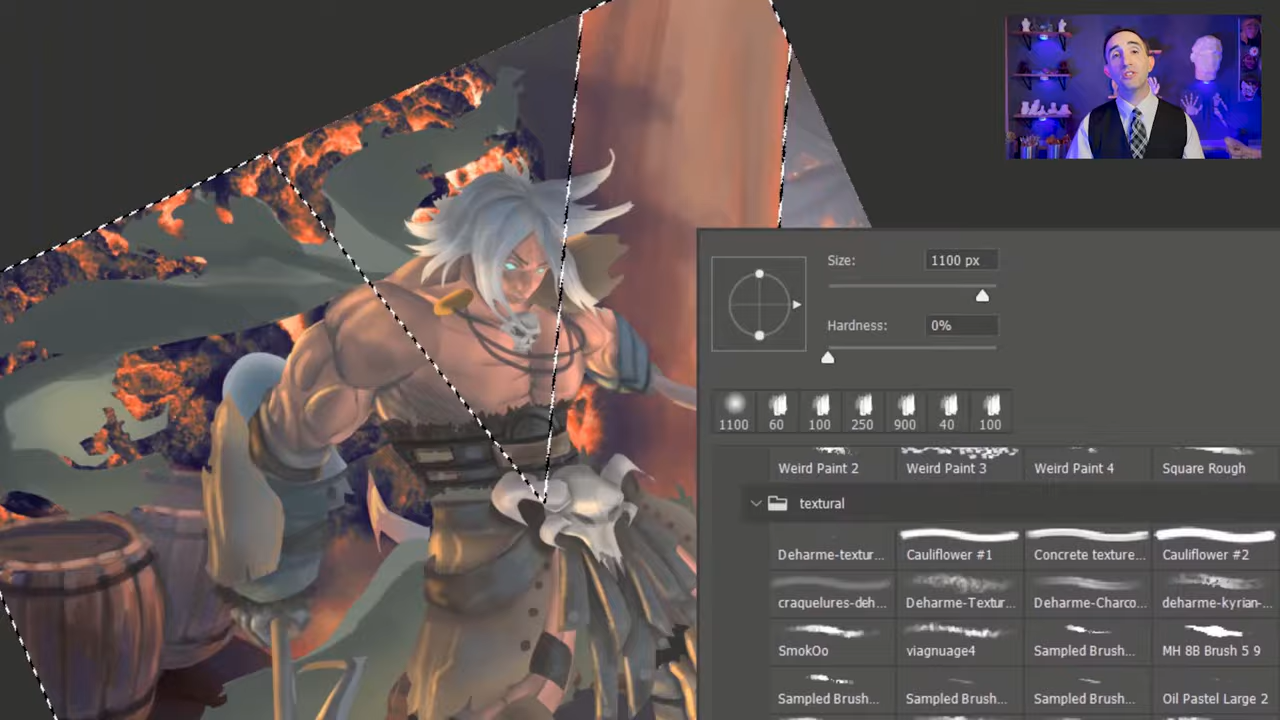 Size: 1100 px
Hardness: 0%
1100 60 100 250 900 40 100
Weird Paint 2 Weird Paint 3 Weird Paint 4 Square Rough
textural
Deharme-textur... Cauliflower #1 Concrete texture... Cauliflower #2
craquelures-deh... Deharme-Textur... Deharme-Charco... deharme-kyrian-...
SmokOo viagnuage4 Sampled Brush... MH 8B Brush 5 9
Sampled Brush... Sampled Brush... Sampled Brush... Oil Pastel Large 2